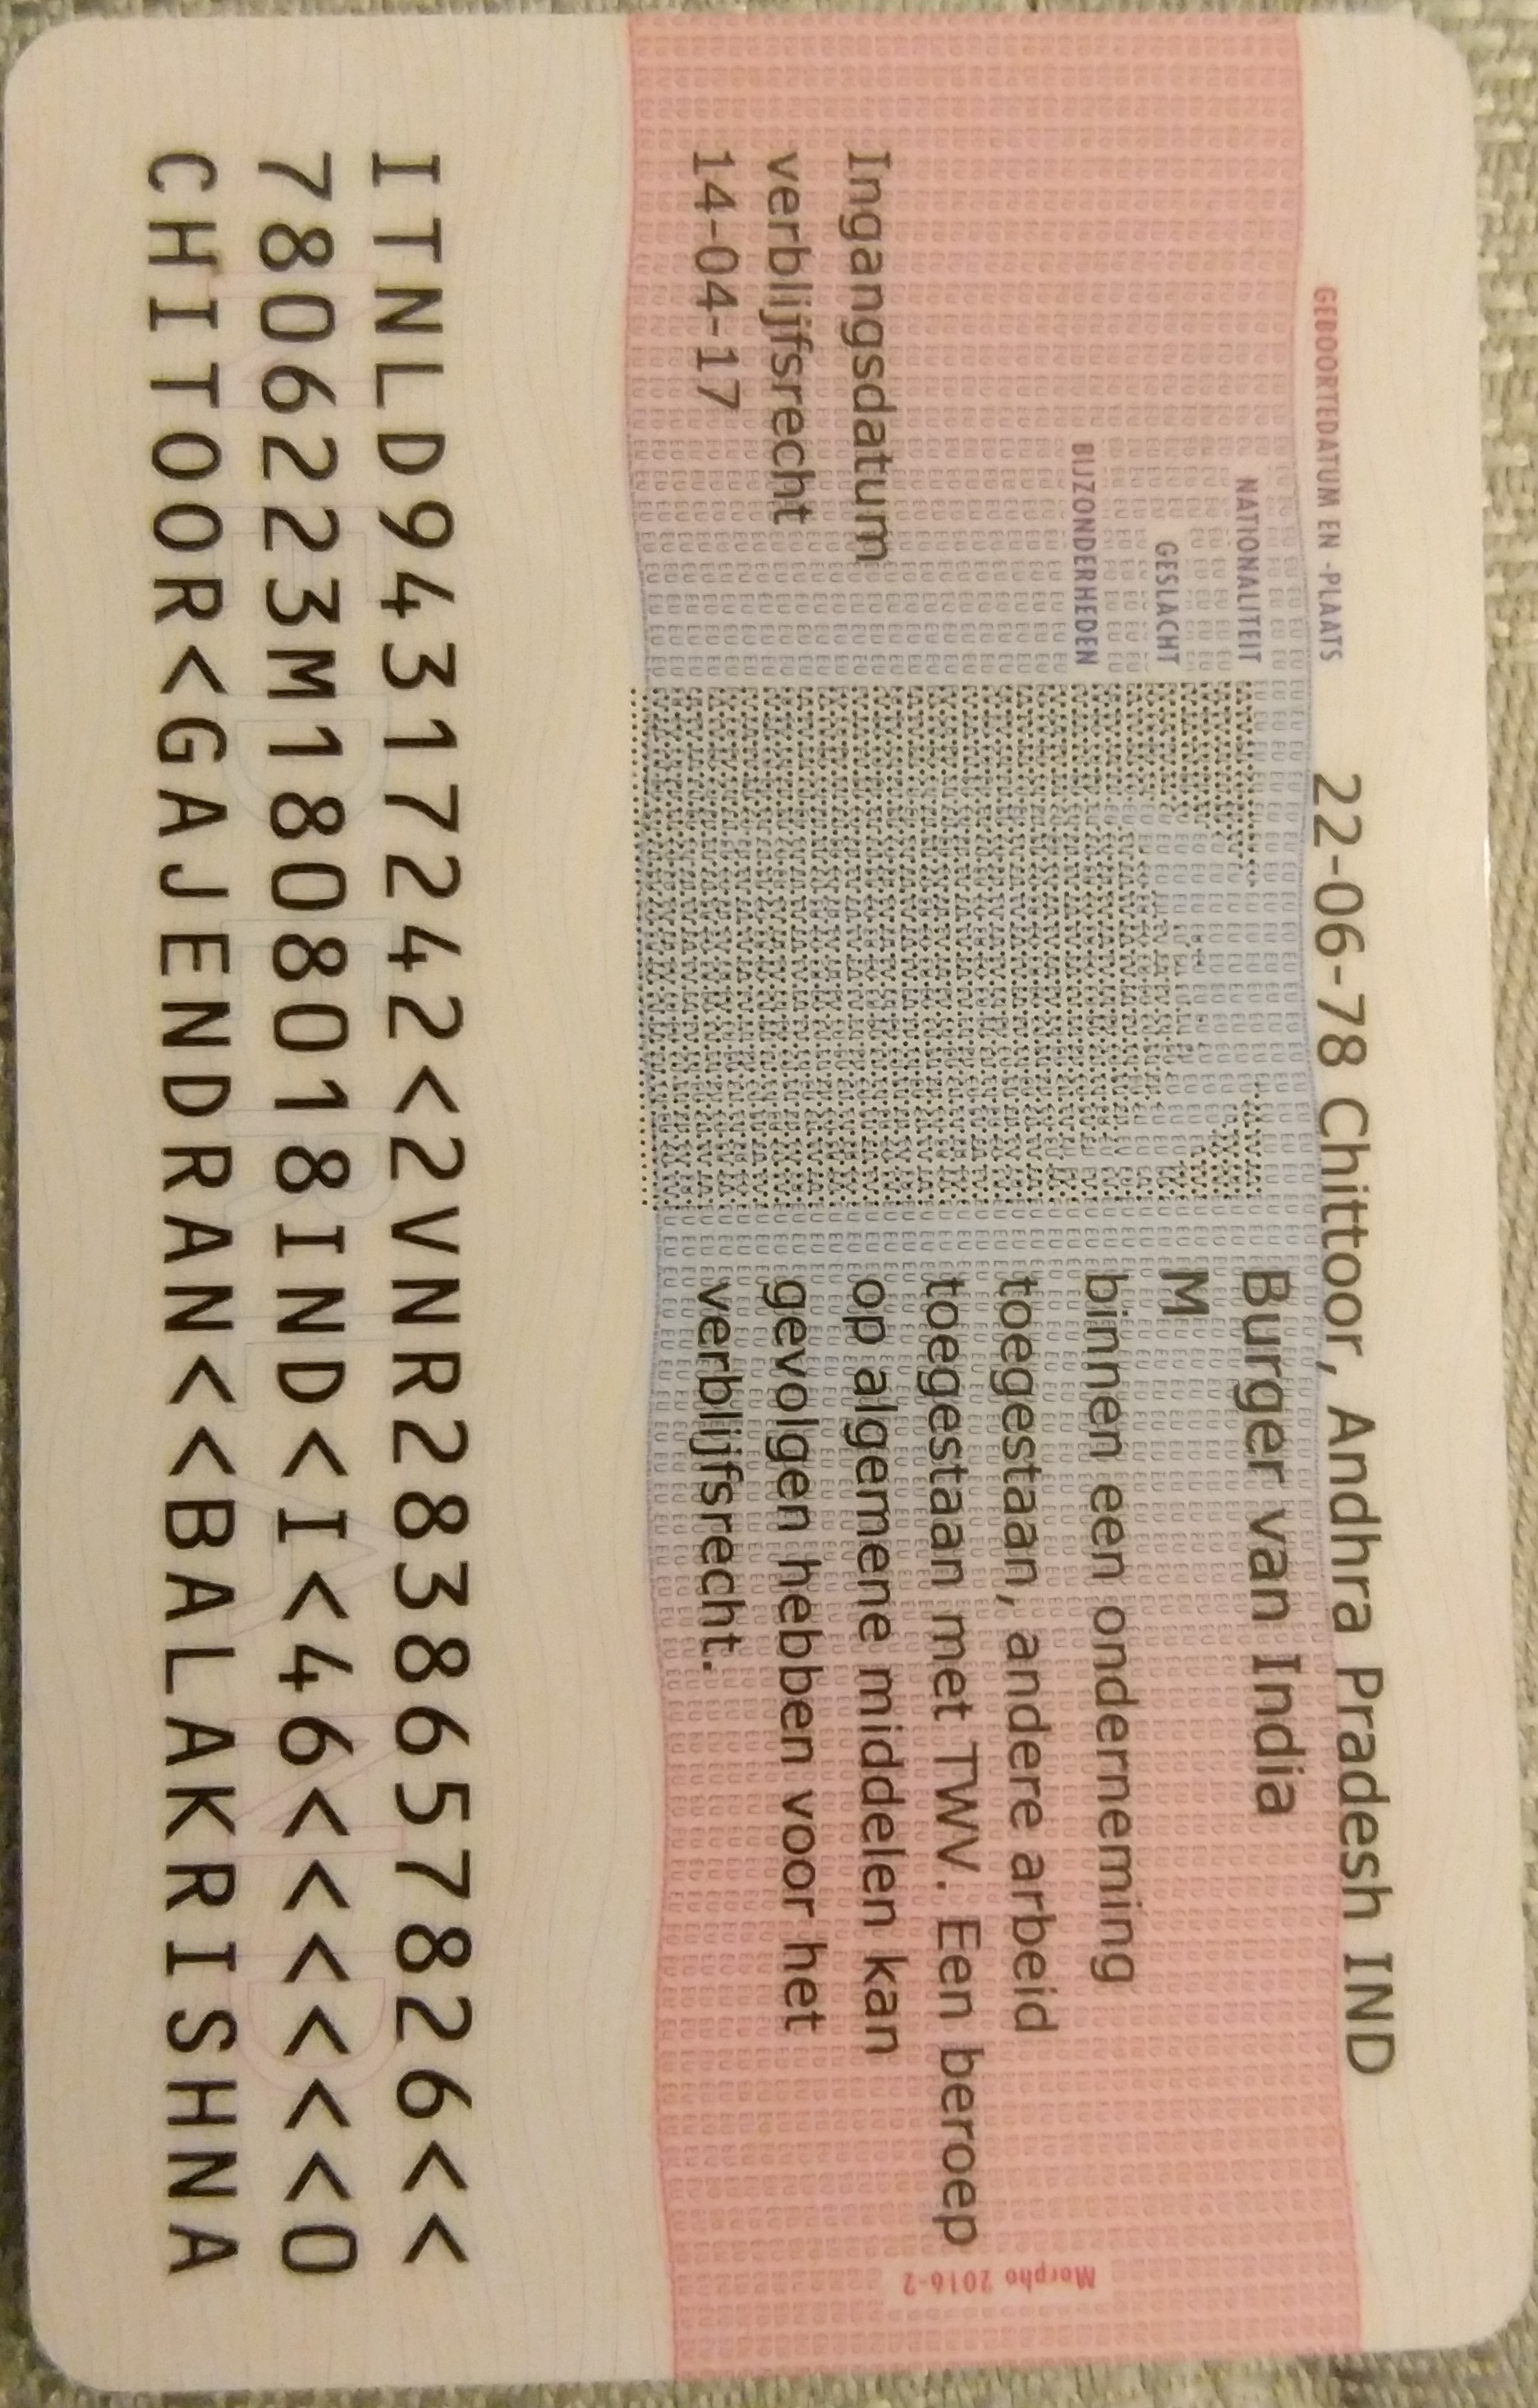 GEBOORTEDATUM EN -PLAATS 22-06-78 Chittoor, Andhra Pradesh IND
NATIONALITEIT Burger van India
GESLACHT M
BIJZONDERHEDEN binnen een onderneming
toegestaan, andere arbeid
toegestaan met TWV. Een beroep
op algemene middelen kan
gevolgen hebben voor het
verblijfsrecht.
Ingangsdatum
verblijfsrecht
14-04-17
Morpho 2016-2
ITNLD94317242<2VNR2838657826<<
7806223M1808018IND<I<46<<<<<<0
CHITOOR<GAJENDRAN<<BALAKRISHNA